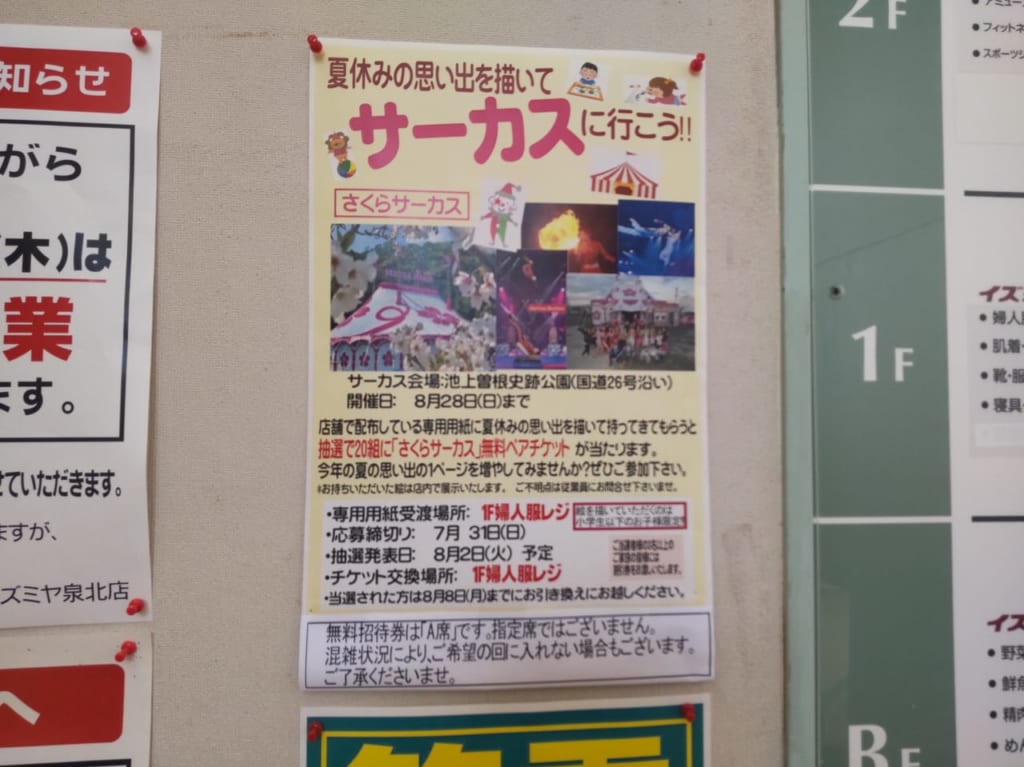 知らせ
がら
(木)は
業
ます。
せていただきます。
ますが、
ズミヤ泉北店
へ
夏休みの思い出を描いて
サーカスに行こう!!
さくらサーカス
サーカス会場:池上曽根史跡公園(国道26号沿い)
開催日: 8月28日(日)まで
店舗で配布している専用用紙に夏休みの思い出を描いて持ってきてもらうと
抽選で20組に「さくらサーカス」無料ペアチケット が当たります。
今年の夏の思い出の1ページを増やしてみませんか?ぜひご参加下さい。
*お持ちいただいた絵は店内で展示いたします。 ご不明点は従業員にお問合せ下さいませ。
・専用用紙受渡場所: 1F婦人服レジ
絵を描いていただくのは
小学生以下のお子様限定!
・応募締切り: 7月 31日(日)
・抽選発表日: 8月2日(火) 予定
・チケット交換場所: 1F婦人服レジ
・当選された方は8月8日(月)までにお引き換えにお越しください。
無料招待券は「A席」です。指定席ではございません。
混雑状況により、ご希望の回に入れない場合もございます。
ご了承くださいませ。
2F
フィットネ
スポーツシ
1F
イズ
婦人
肌着・
靴・服
寝具・
イズ
野菜
鮮魚
精肉
めん